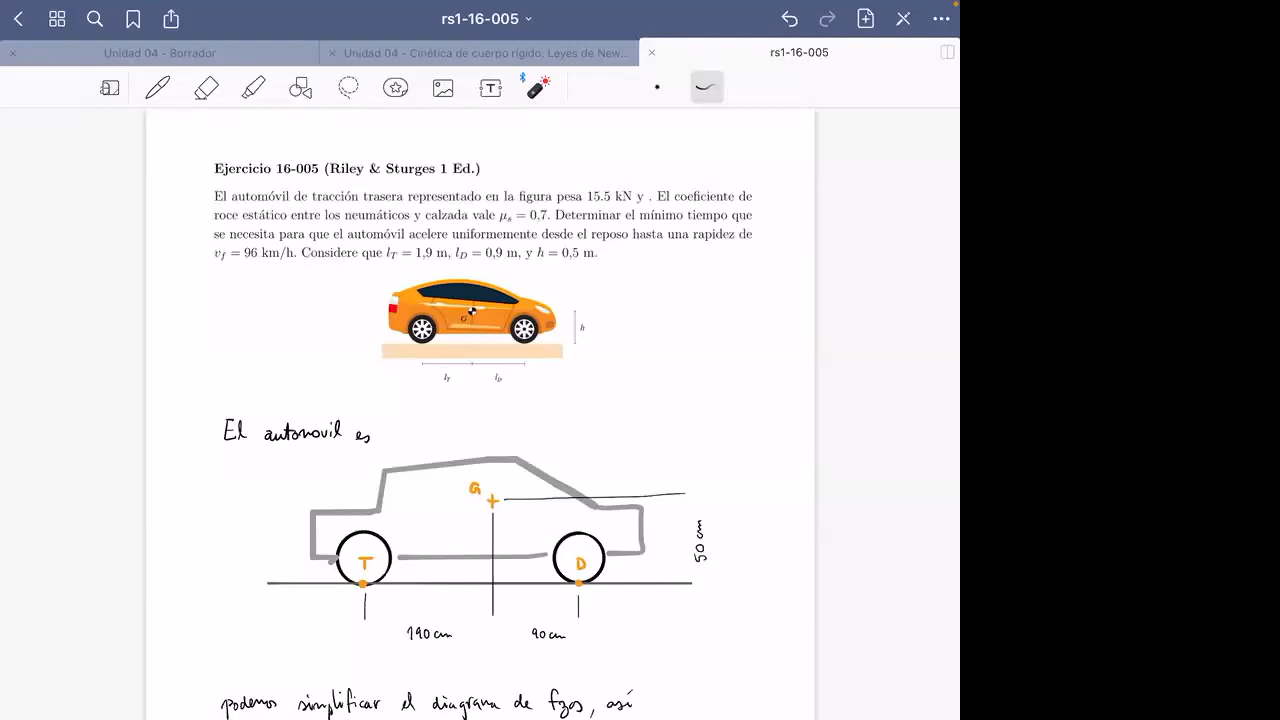 rs1-16-005
Unidad 04 - Borrador
Unidad 04 - Cinética de cuerpo rígido: Leyes de New...
rs1-16-005
T
Ejercicio 16-005 (Riley & Sturges 1 Ed.)
El automóvil de tracción trasera representado en la figura pesa 15.5 kN y . El coeficiente de
roce estático entre los neumáticos y calzada vale μs = 0,7. Determinar el mínimo tiempo que
se necesita para que el automóvil acelere uniformemente desde el reposo hasta una rapidez de
vf = 96 km/h. Considere que lT = 1,9 m, lD = 0,9 m, y h = 0,5 m.
G
h
lT lD
El automovil es
G
50 cm
T D
190 cm 90 cm
podemos simplificar el diagrama de fzas, así